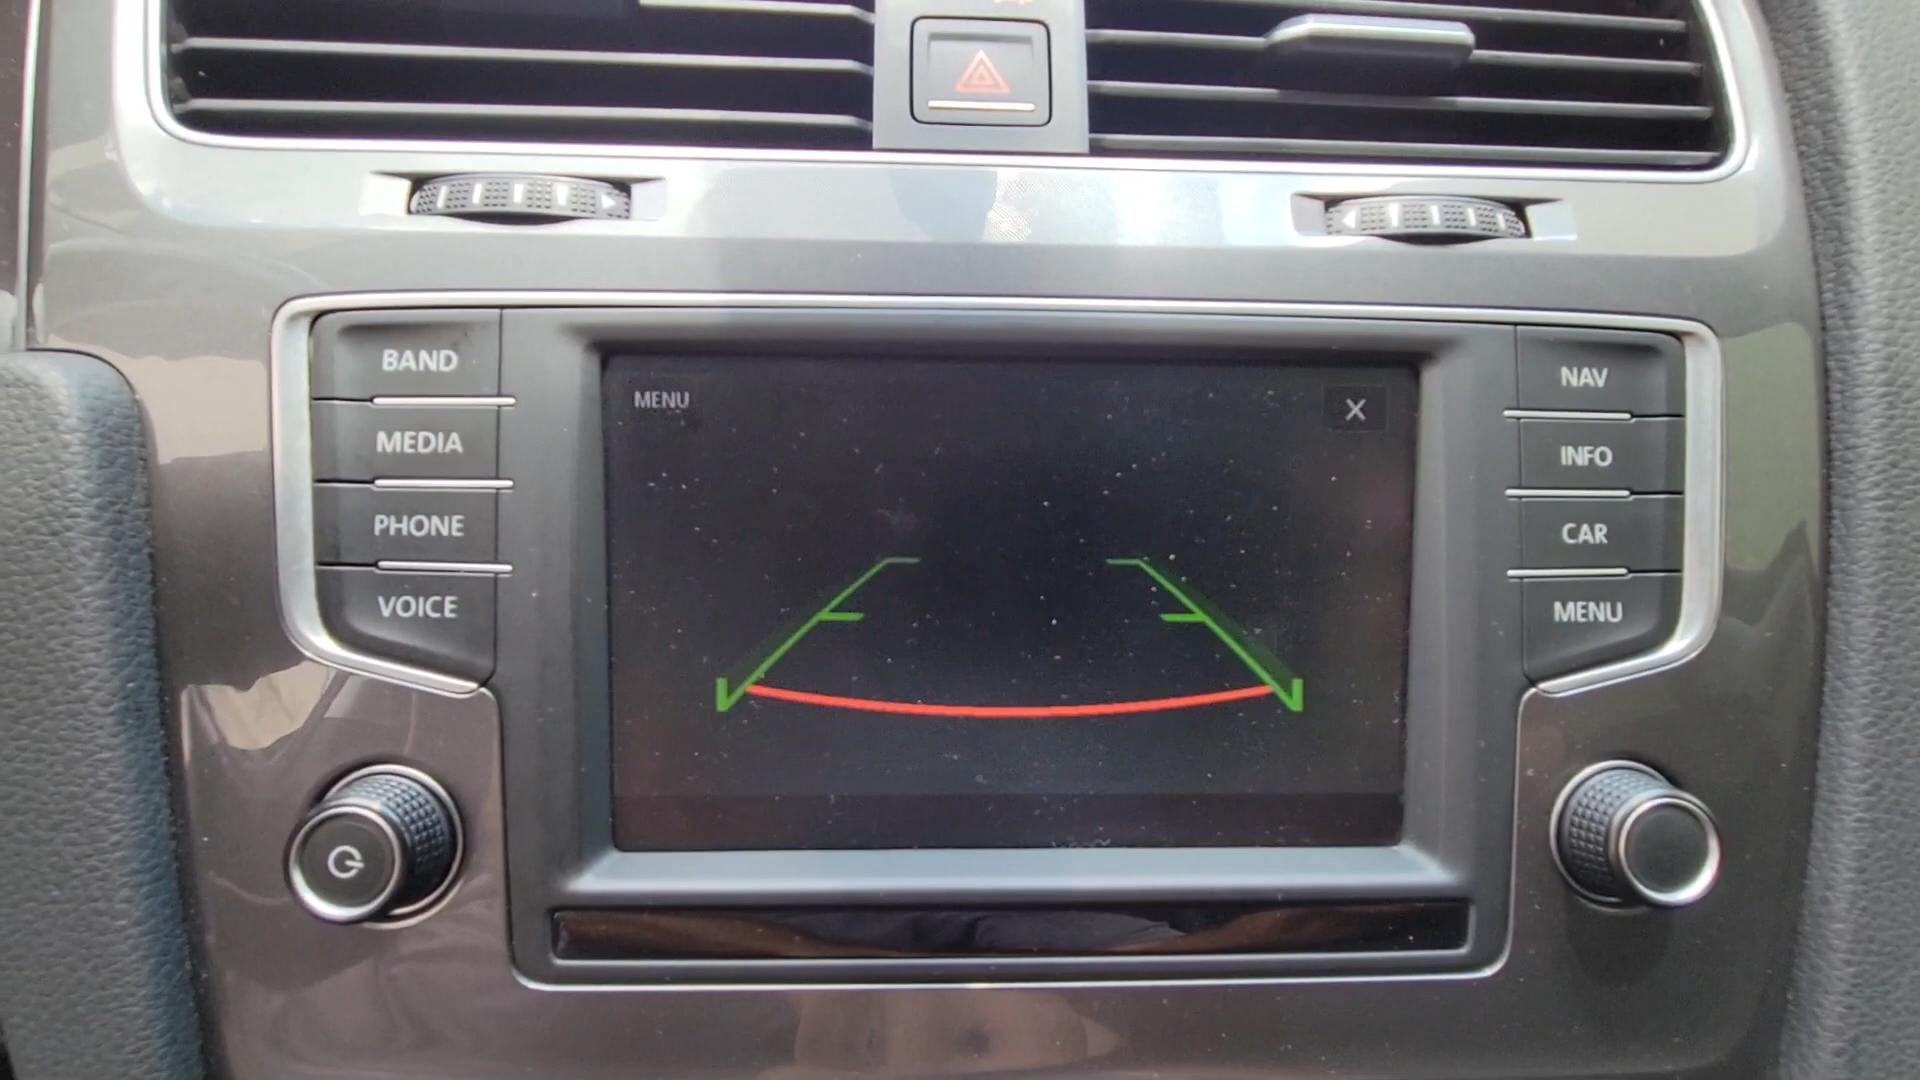 BAND
MEDIA
PHONE
VOICE
MENU
X
NAV
INFO
CAR
MENU